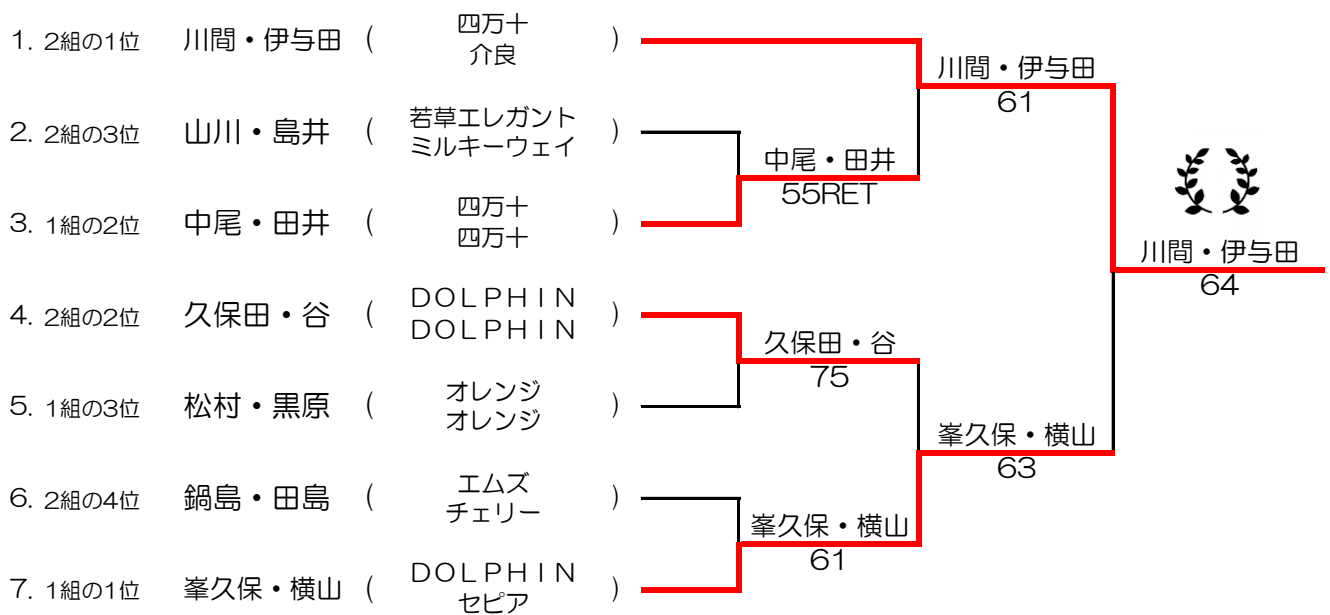 1. 2組の1位 川間・伊与田 ( 四万十
介良 )
2. 2組の3位 山川・島井 ( 若草エレガント
ミルキーウェイ )
3. 1組の2位 中尾・田井 ( 四万十
四万十 )
4. 2組の2位 久保田・谷 ( ＤＯＬＰＨＩＮ
ＤＯＬＰＨＩＮ )
5. 1組の3位 松村・黒原 ( オレンジ
オレンジ )
6. 2組の4位 鍋島・田島 ( エムズ
チェリー )
7. 1組の1位 峯久保・横山 ( ＤＯＬＰＨＩＮ
セピア )
中尾・田井
55RET
久保田・谷
75
峯久保・横山
61
川間・伊与田
61
峯久保・横山
63
川間・伊与田
64